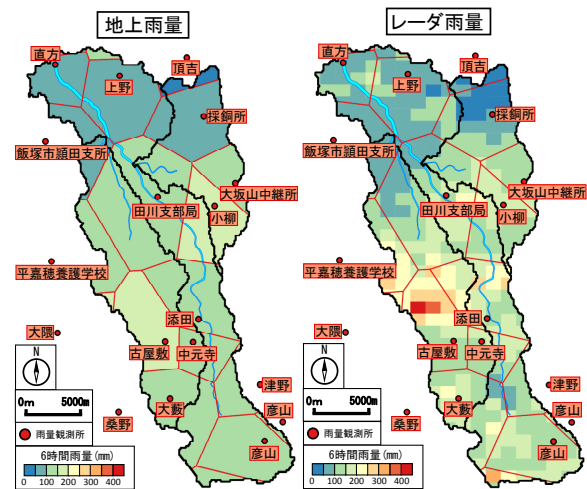 地上雨量
直方
頂吉
上野
採銅所
飯塚市頴田支所
大坂山中継所
田川支部局
小柳
平嘉穂養護学校
大隈
添田
古屋敷
中元寺
津野
大藪
桑野
彦山
彦山
N
0m 5000m
雨量観測所
6時間雨量(mm)
0 100 200 300 400
レーダ雨量
直方
頂吉
上野
採銅所
飯塚市頴田支所
大坂山中継所
田川支部局
小柳
平嘉穂養護学校
大隈
添田
古屋敷
中元寺
津野
大藪
桑野
彦山
彦山
N
0m 5000m
雨量観測所
6時間雨量(mm)
0 100 200 300 400